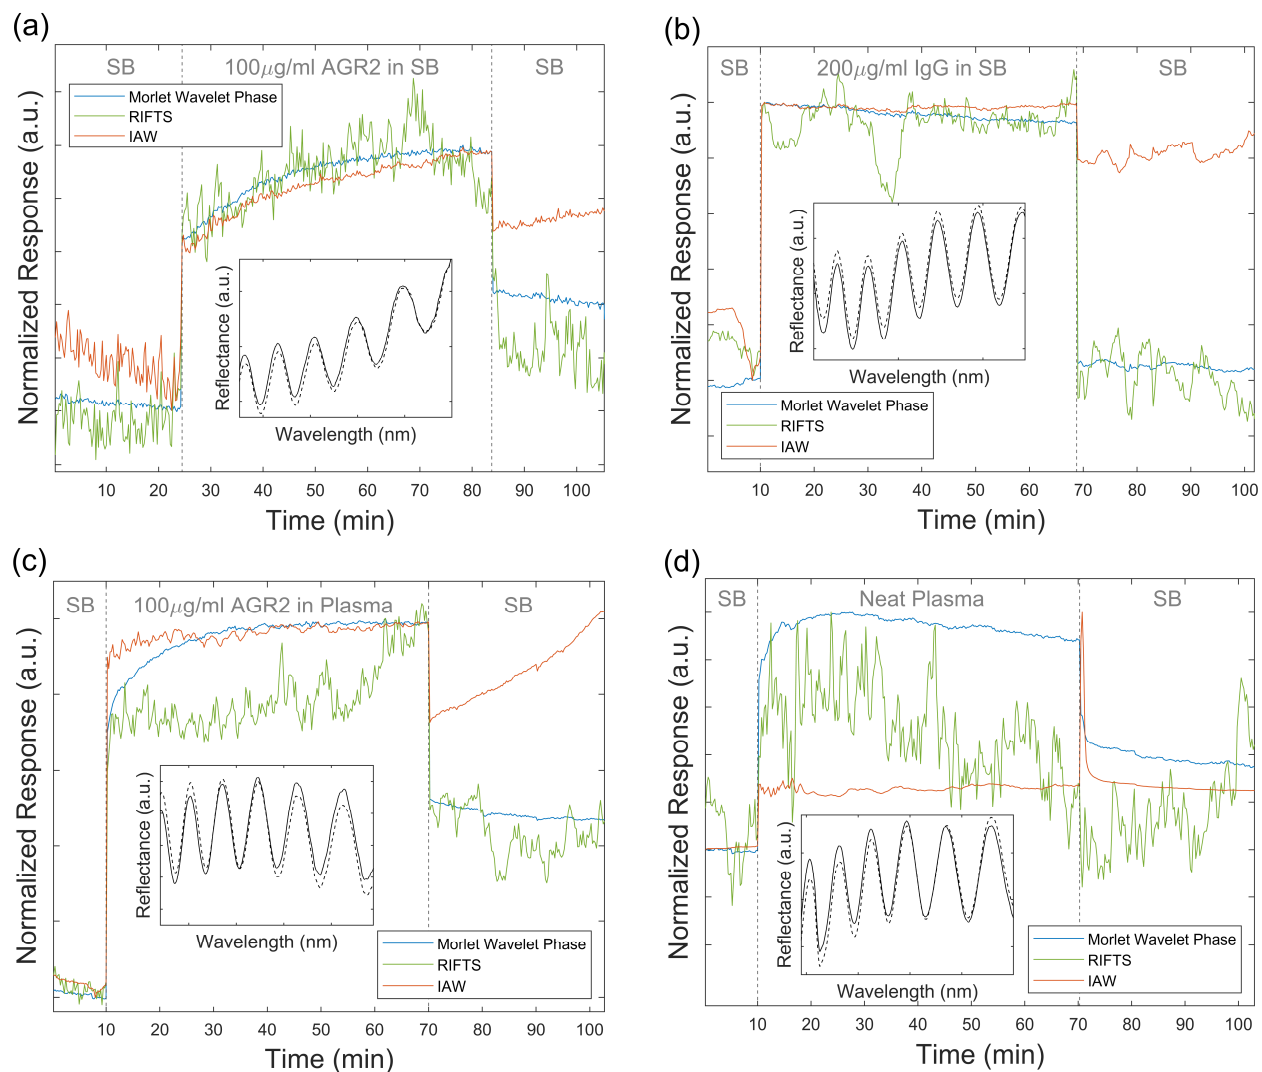 (a)
SB 100μg/ml AGR2 in SB SB
Morlet Wavelet Phase
RIFTS
IAW
Normalized Response (a.u.)
Reflectance (a.u.)
Wavelength (nm)
10 20 30 40 50 60 70 80 90 100
Time (min)
(b)
SB 200μg/ml IgG in SB SB
Normalized Response (a.u.)
Reflectance (a.u.)
Wavelength (nm)
Morlet Wavelet Phase
RIFTS
IAW
10 20 30 40 50 60 70 80 90 100
Time (min)
(c)
SB 100μg/ml AGR2 in Plasma SB
Normalized Response (a.u.)
Reflectance (a.u.)
Wavelength (nm)
Morlet Wavelet Phase
RIFTS
IAW
10 20 30 40 50 60 70 80 90 100
Time (min)
(d)
SB Neat Plasma SB
Normalized Response (a.u.)
Reflectance (a.u.)
Wavelength (nm)
Morlet Wavelet Phase
RIFTS
IAW
10 20 30 40 50 60 70 80 90 100
Time (min)